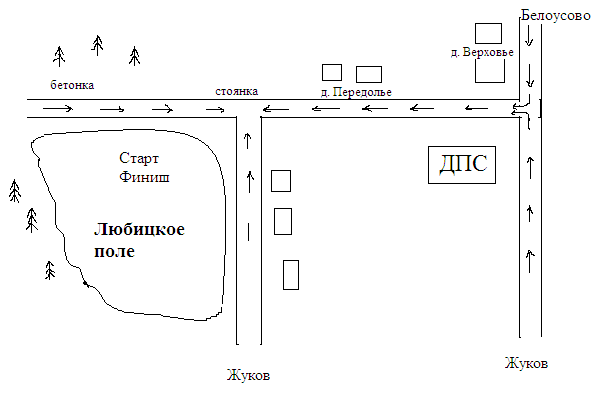 Белоусово
д. Верховье
бетонка
стоянка
д. Передолье
Старт
Финиш
ДПС
Любицкое
поле
Жуков
Жуков